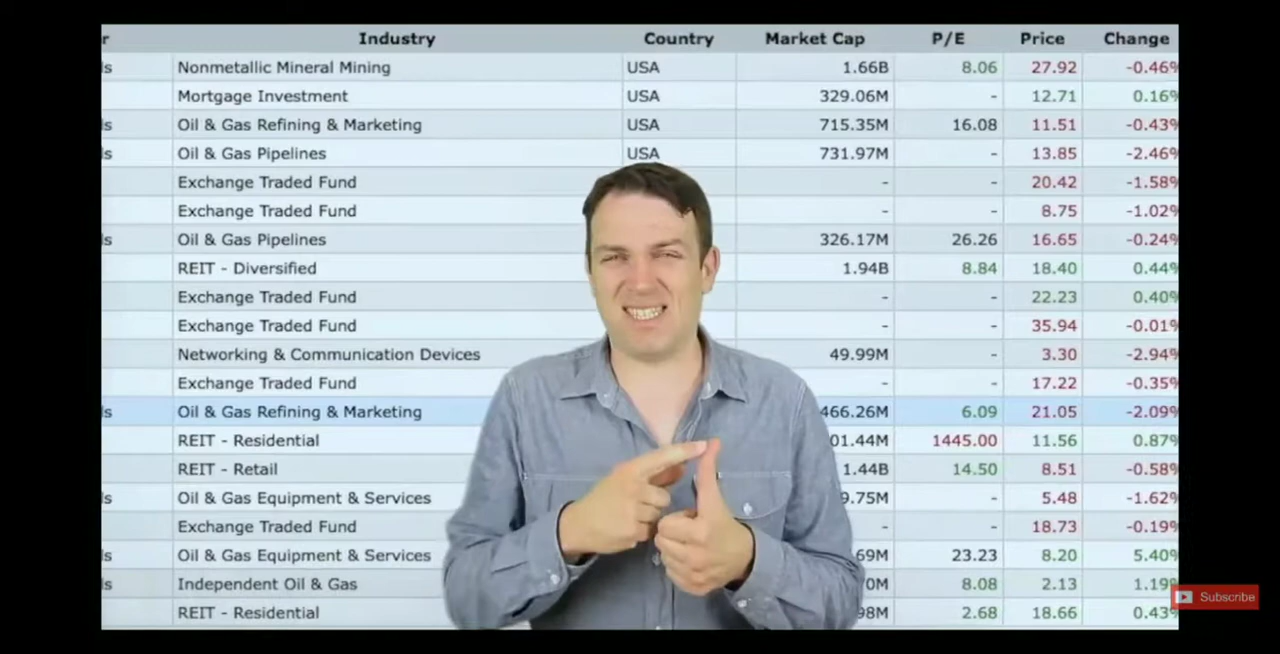 r Industry Country Market Cap P/E Price Change
ls Nonmetallic Mineral Mining USA 1.66B 8.06 27.92 -0.46%
Mortgage Investment USA 329.06M - 12.71 0.16%
ls Oil & Gas Refining & Marketing USA 715.35M 16.08 11.51 -0.43%
ls Oil & Gas Pipelines USA 731.97M - 13.85 -2.46%
Exchange Traded Fund - - 20.42 -1.58%
Exchange Traded Fund - - 8.75 -1.02%
ls Oil & Gas Pipelines 326.17M 26.26 16.65 -0.24%
REIT - Diversified 1.94B 8.84 18.40 0.44%
Exchange Traded Fund - - 22.23 0.40%
Exchange Traded Fund - - 35.94 -0.01%
Networking & Communication Devices 49.99M - 3.30 -2.94%
Exchange Traded Fund - - 17.22 -0.35%
ls Oil & Gas Refining & Marketing 466.26M 6.09 21.05 -2.09%
REIT - Residential 01.44M 1445.00 11.56 0.87%
REIT - Retail 1.44B 14.50 8.51 -0.58%
Oil & Gas Equipment & Services 9.75M - 5.48 -1.62%
Exchange Traded Fund - - 18.73 -0.19%
ls Oil & Gas Equipment & Services 69M 23.23 8.20 5.40%
ls Independent Oil & Gas 0M 8.08 2.13 1.19%
REIT - Residential 98M 2.68 18.66 0.43%
Subscribe